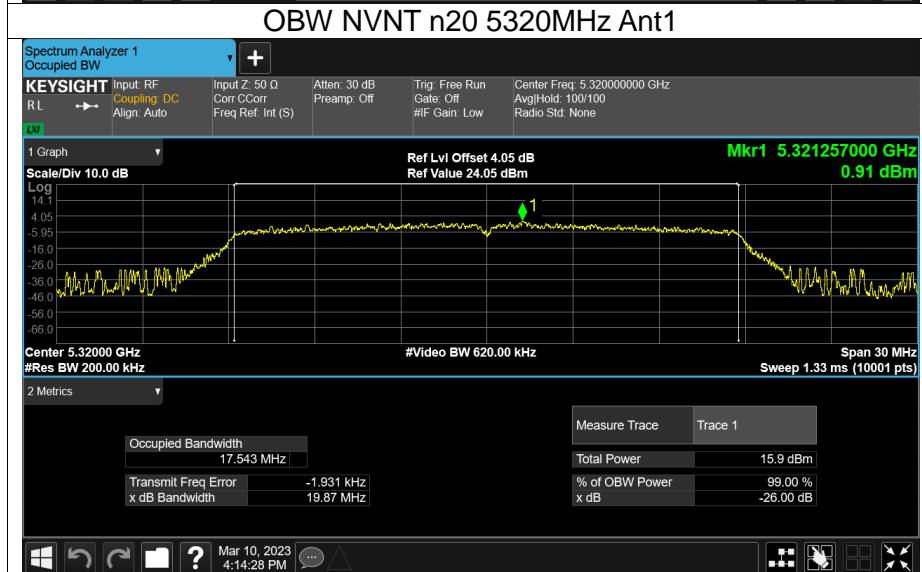 OBW NVNT n20 5320MHz Ant1
Spectrum Analyzer 1
Occupied BW
KEYSIGHT
RL
LXI
Input: RF
Coupling: DC
Align: Auto
Input Z: 50 Ω
Corr CCorr
Freq Ref: Int (S)
Atten: 30 dB
Preamp: Off
Trig: Free Run
Gate: Off
#IF Gain: Low
Center Freq: 5.320000000 GHz
Avg|Hold: 100/100
Radio Std: None
1 Graph
Scale/Div 10.0 dB
Ref Lvl Offset 4.05 dB
Ref Value 24.05 dBm
Mkr1 5.321257000 GHz
0.91 dBm
Log
14.1
4.05
-5.95
-16.0
-26.0
-36.0
-46.0
-56.0
-66.0
1
Center 5.32000 GHz
#Res BW 200.00 kHz
#Video BW 620.00 kHz
Span 30 MHz
Sweep 1.33 ms (10001 pts)
2 Metrics
Measure Trace Trace 1
Occupied Bandwidth
17.543 MHz
Total Power 15.9 dBm
Transmit Freq Error -1.931 kHz
% of OBW Power 99.00 %
x dB Bandwidth 19.87 MHz
x dB -26.00 dB
Mar 10, 2023
4:14:28 PM